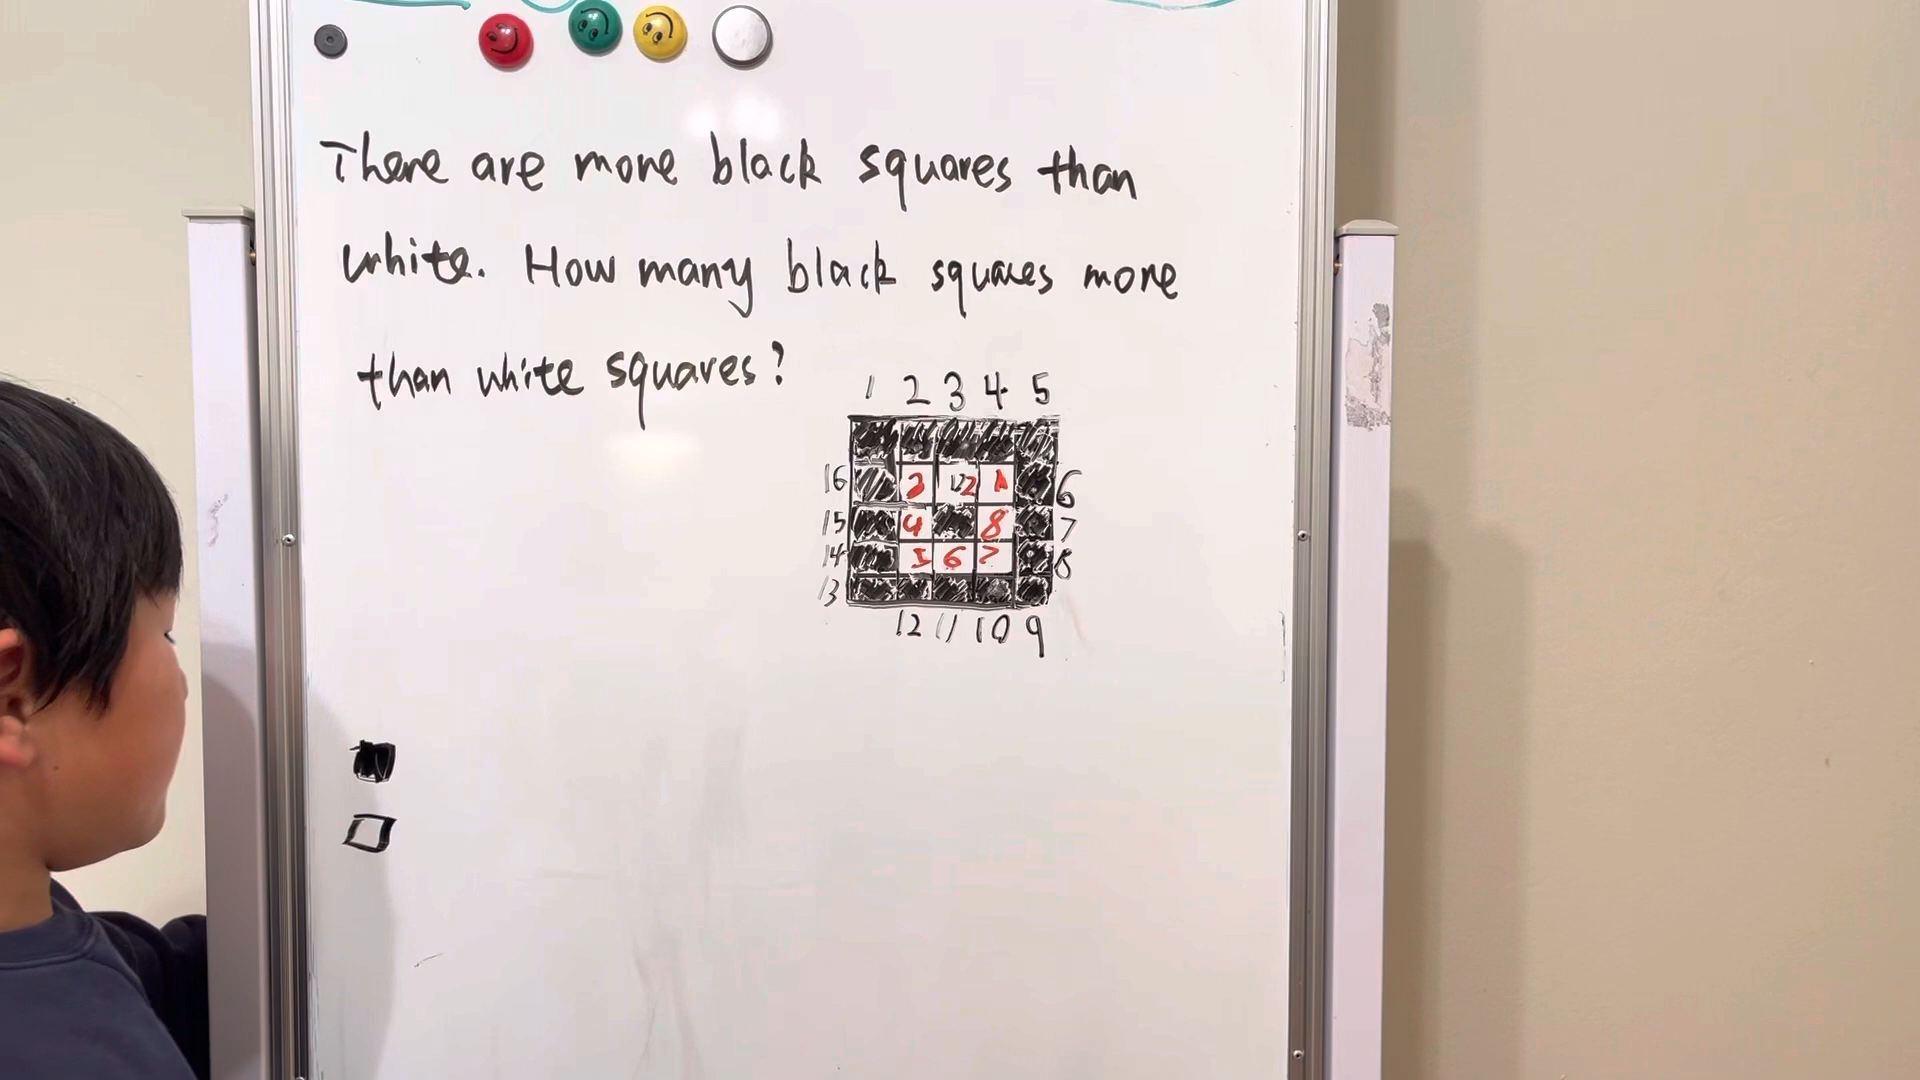 There are more black squares than
white. How many black squares more
than white squares?
1 2 3 4 5
16 2 1 6
15 4 8 7
14 5 6 7 8
13
12 11 10 9